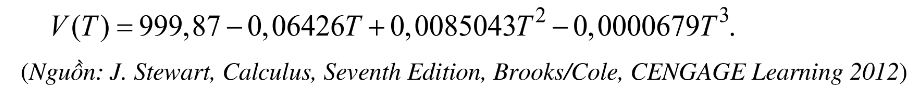 V(T) = 999,87 − 0,06426T + 0,0085043T² − 0,0000679T³.
(Nguồn: J. Stewart, Calculus, Seventh Edition, Brooks/Cole, CENGAGE Learning 2012)